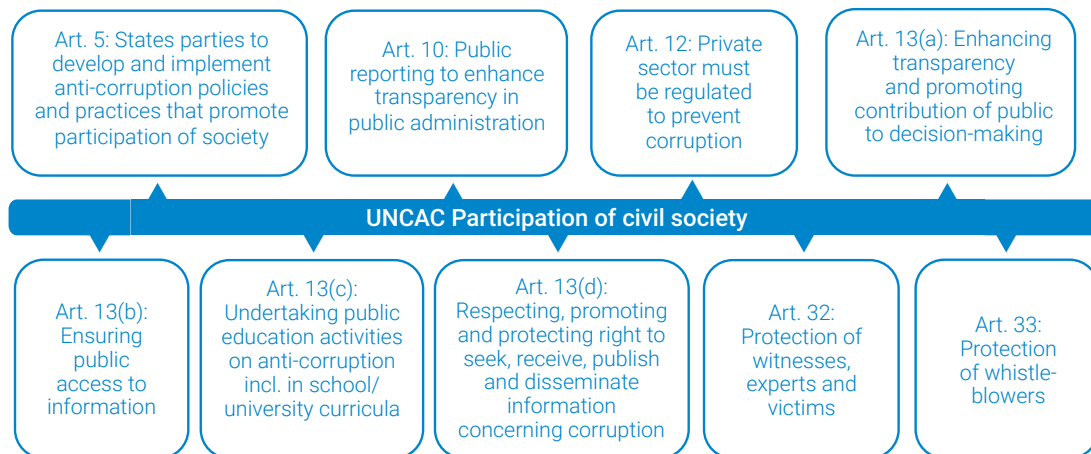 Art. 5: States parties to
develop and implement
anti-corruption policies
and practices that promote
participation of society
Art. 10: Public
reporting to enhance
transparency in
public administration
Art. 12: Private
sector must
be regulated
to prevent
corruption
Art. 13(a): Enhancing
transparency
and promoting
contribution of public
to decision-making
UNCAC Participation of civil society
Art. 13(b):
Ensuring
public
access to
information
Art. 13(c):
Undertaking public
education activities
on anti-corruption
incl. in school/
university curricula
Art. 13(d):
Respecting, promoting
and protecting right to
seek, receive, publish
and disseminate
information
concerning corruption
Art. 32:
Protection of
witnesses,
experts and
victims
Art. 33:
Protection
of whistle-
blowers